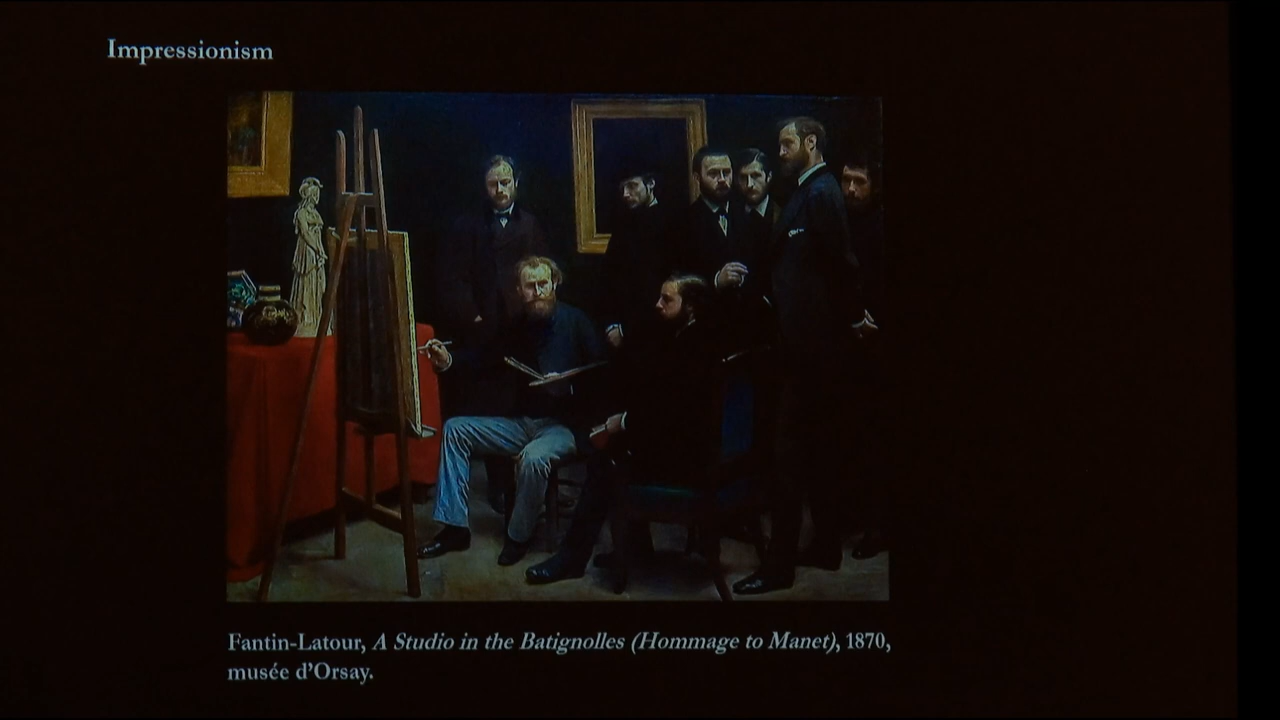 Impressionism
Fantin-Latour, A Studio in the Batignolles (Hommage to Manet), 1870,
musée d’Orsay.